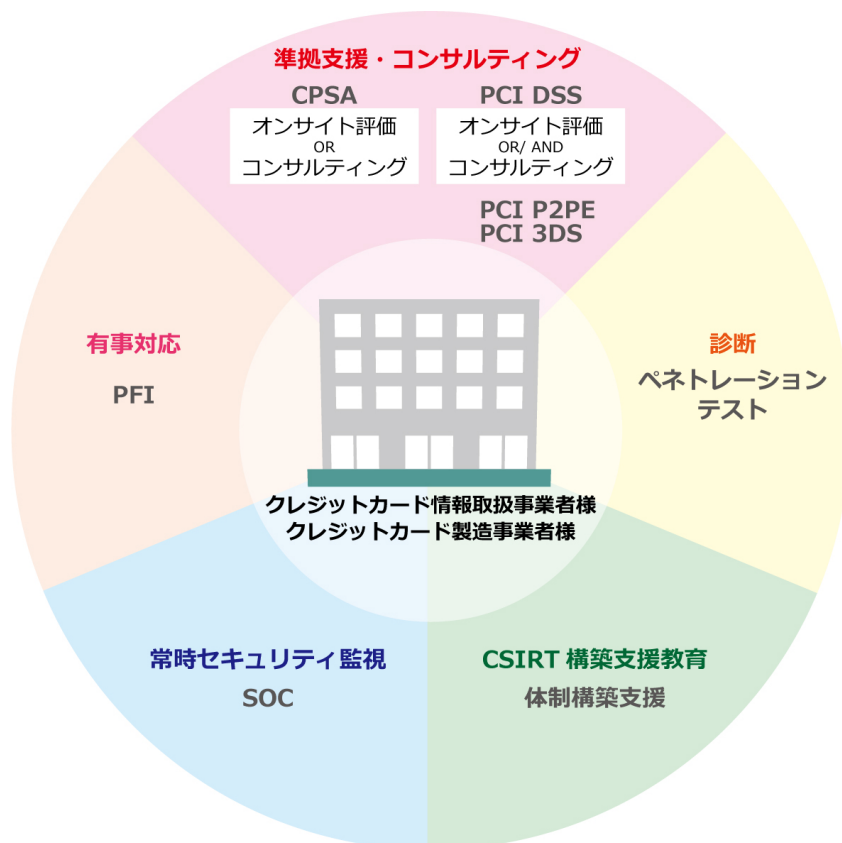 準拠支援・コンサルティング
CPSA
オンサイト評価
OR
コンサルティング
PCI DSS
オンサイト評価
OR/ AND
コンサルティング
PCI P2PE
PCI 3DS
有事対応
PFI
診断
ペネトレーション
テスト
クレジットカード情報取扱事業者様
クレジットカード製造事業者様
常時セキュリティ監視
SOC
CSIRT 構築支援教育
体制構築支援